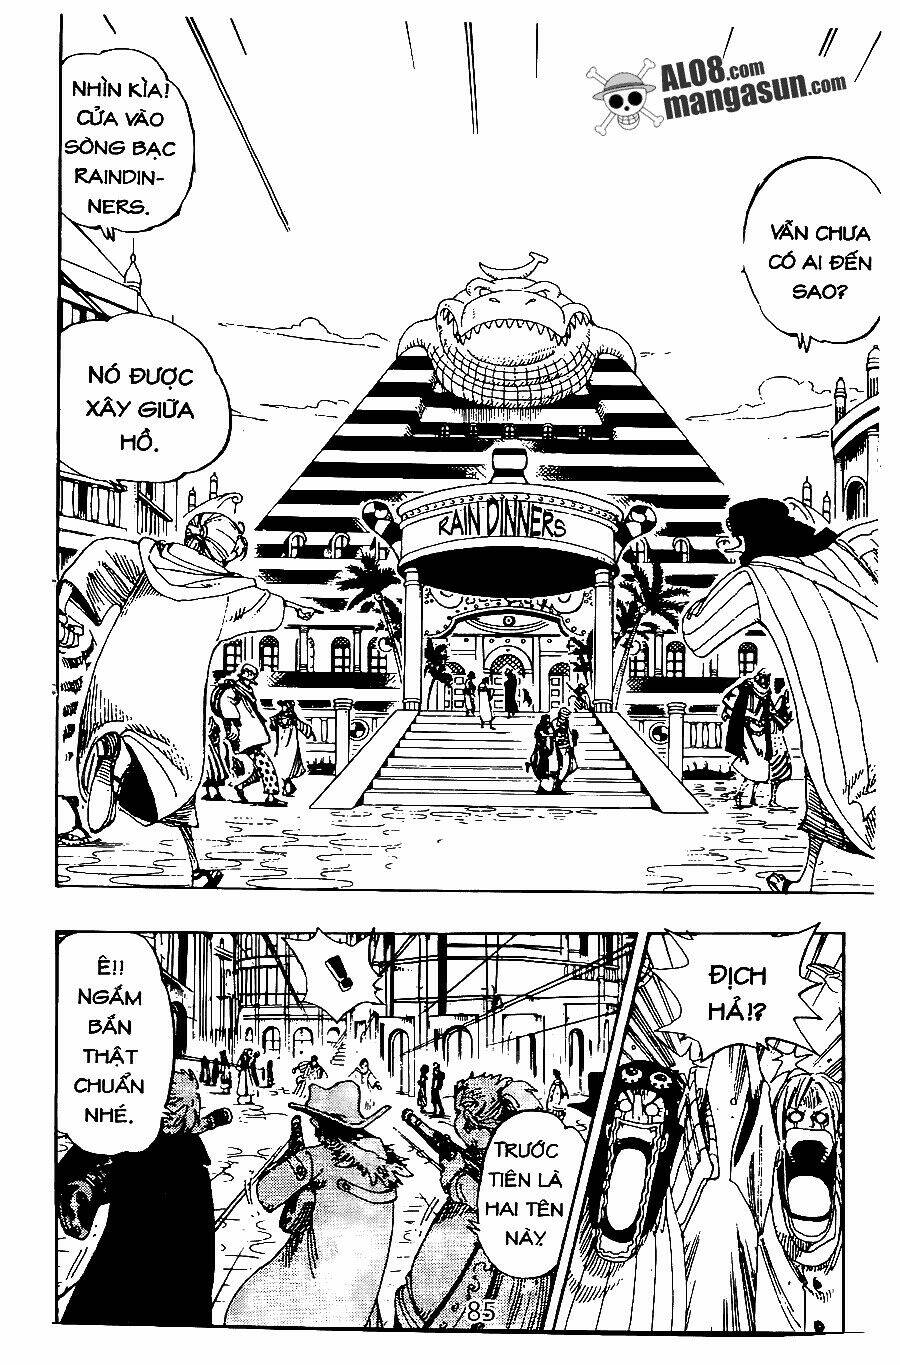 NHÌN KÌA!
CỬA VÀO
SÒNG BẠC
RAINDIN-
NERS.
AL08.com
mangasun.com
VẪN CHƯA
CÓ AI ĐẾN
SAO?
NÓ ĐƯỢC
XÂY GIỮA
HỒ.
RAIN DINNERS
Ê!!
NGẮM
BẮN
THẬT
CHUẨN
NHÉ.
!
TRƯỚC
TIÊN LÀ
HAI TÊN
NÀY.
ĐỊCH
HẢ!?
85